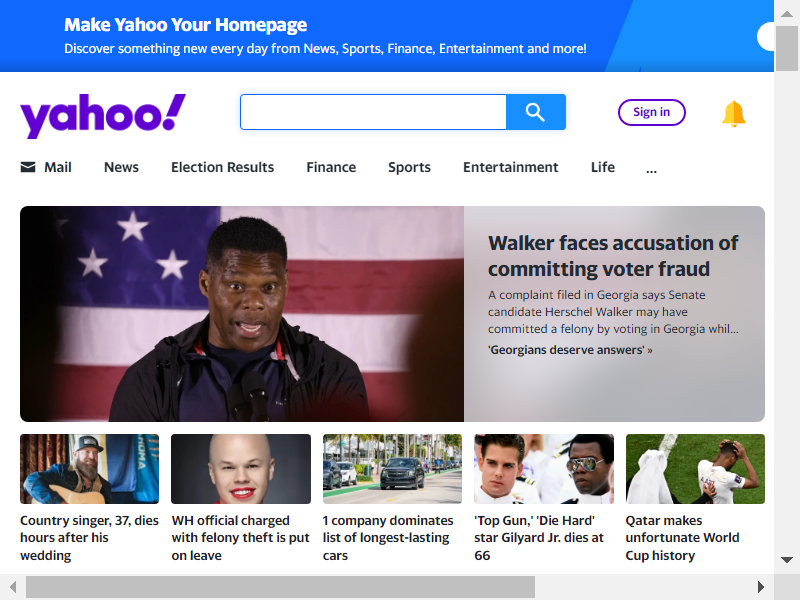 Make Yahoo Your Homepage
Discover something new every day from News, Sports, Finance, Entertainment and more!
yahoo!
Sign in
Mail
News
Election Results
Finance
Sports
Entertainment
Life
...
Walker faces accusation of
committing voter fraud
A complaint filed in Georgia says Senate
candidate Herschel Walker may have
committed a felony by voting in Georgia whil...
'Georgians deserve answers' »
Country singer, 37, dies
hours after his
wedding
WH official charged
with felony theft is put
on leave
1 company dominates
list of longest-lasting
cars
'Top Gun,' 'Die Hard'
star Gilyard Jr. dies at
66
Qatar makes
unfortunate World
Cup history